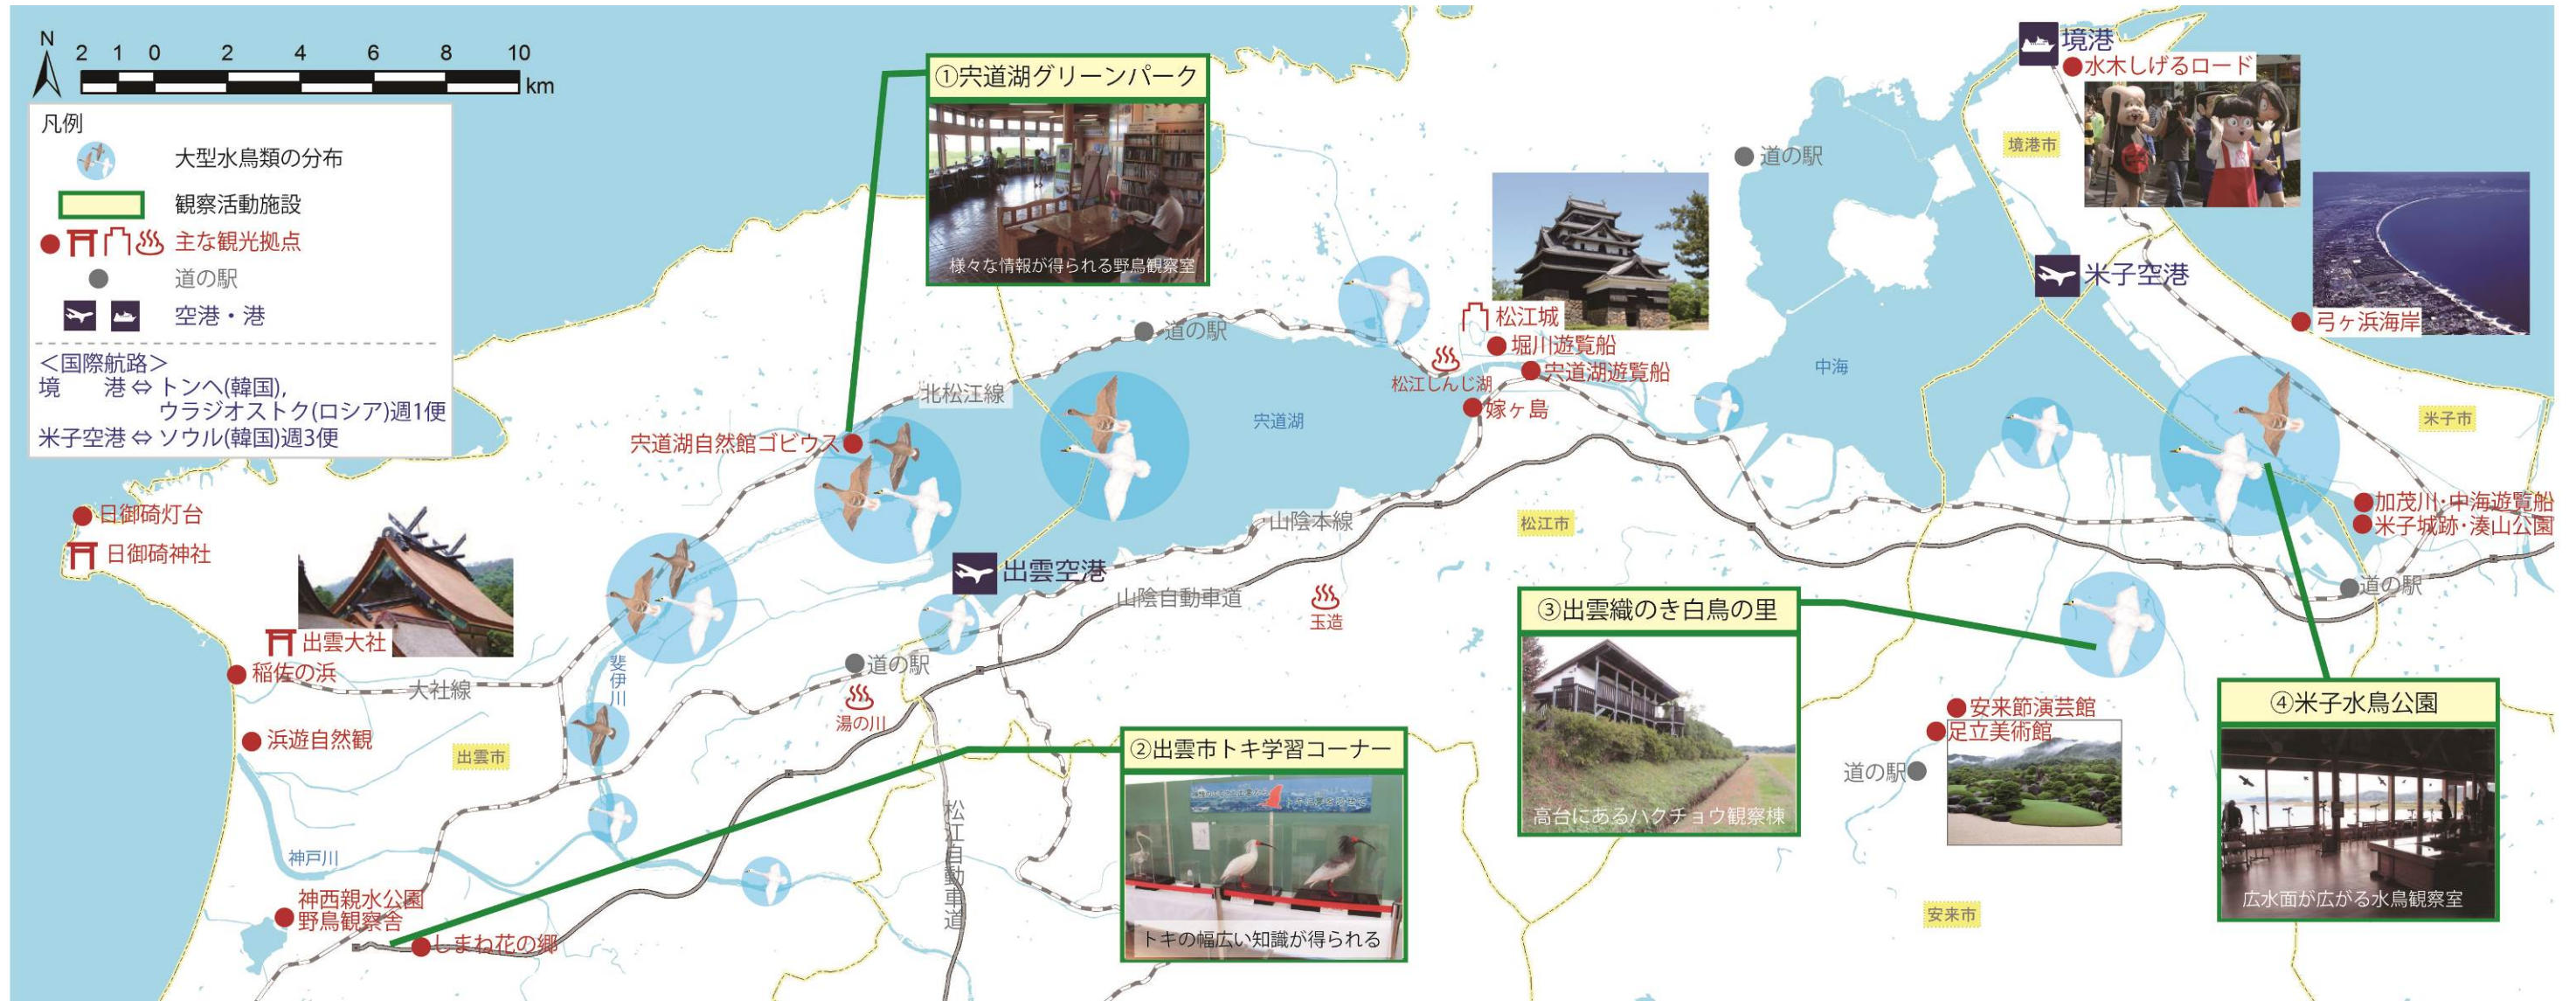 N
2 1 0 2 4 6 8 10
km
凡例
大型水鳥類の分布
観察活動施設
主な観光拠点
道の駅
空港・港
＜国際航路＞
境　港⇔トンヘ(韓国),
ウラジオストク(ロシア)週1便
米子空港⇔ソウル(韓国)週3便
①宍道湖グリーンパーク
様々な情報が得られる野鳥観察室
境港
水木しげるロード
境港市
道の駅
米子空港
弓ヶ浜海岸
松江城
堀川遊覧船
宍道湖遊覧船
松江しんじ湖
嫁ヶ島
中海
米子市
道の駅
北松江線
宍道湖
宍道湖自然館ゴビウス
加茂川・中海遊覧船
米子城跡・湊山公園
道の駅
日御碕灯台
日御碕神社
山陰本線
松江市
出雲空港
山陰自動車道
玉造
出雲大社
稲佐の浜
大社線
斐伊川
道の駅
湯の川
③出雲織のき白鳥の里
高台にあるハクチョウ観察棟
安来節演芸館
足立美術館
道の駅
④米子水鳥公園
広水面が広がる水鳥観察室
浜遊自然観
出雲市
②出雲市トキ学習コーナー
トキの幅広い知識が得られる
松江自動車道
神戸川
神西親水公園
野鳥観察舎
しまね花の郷
安来市